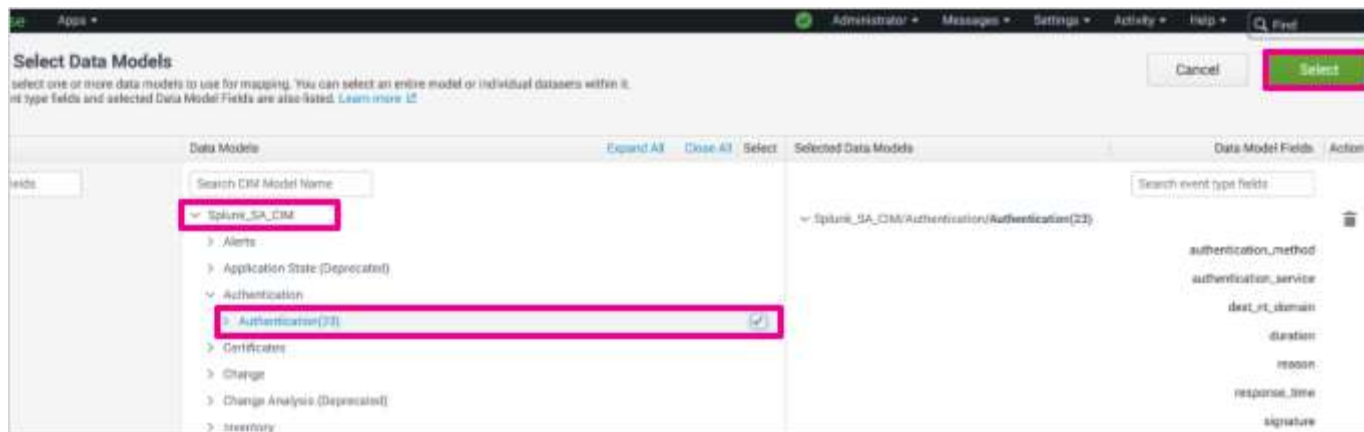 se Apps Administrator Messages Settings Activity Help Find
Select Data Models
select one or more data models to use for mapping. You can select an entire model or individual datasets within it.
nt type fields and selected Data Model Fields are also listed. Learn more
Cancel
Select
Data Models Expand All Close All Select Selected Data Models Data Model Fields Action
fields Search CIM Model Name Search event type fields
Splunk_SA_CIM Splunk_SA_CIM/Authentication/Authentication(23)
Alerts
authentication_method
Application State (Deprecated)
authentication_service
Authentication
dest_nt_domain
Authentication(23)
duration
Certificates
reason
Change
response_time
Change Analysis (Deprecated)
signature
Inventory